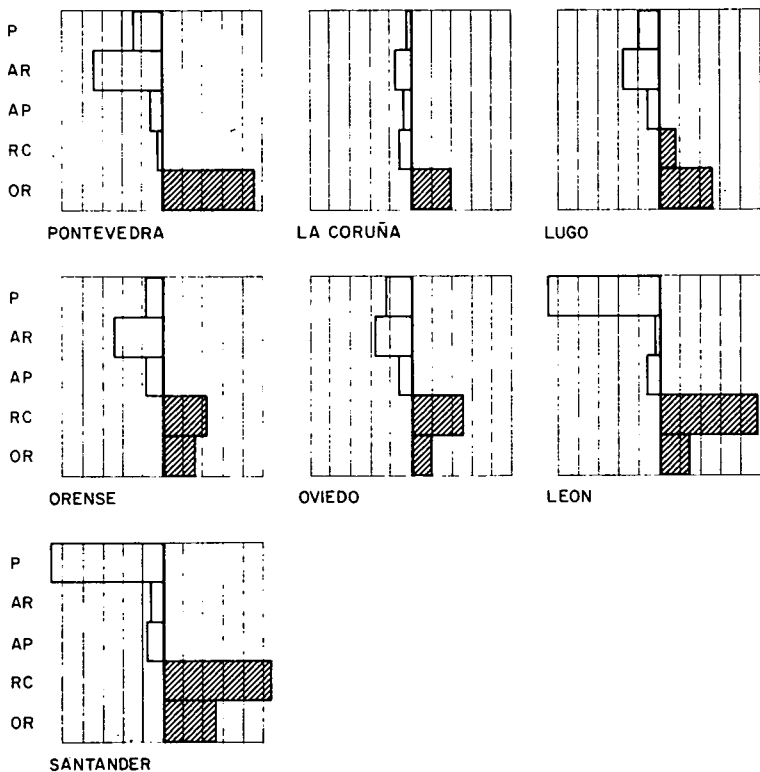 P
AR
AP
RC
OR
PONTEVEDRA
LA CORUÑA
LUGO
P
AR
AP
RC
OR
ORENSE
OVIEDO
LEON
P
AR
AP
RC
OR
SANTANDER